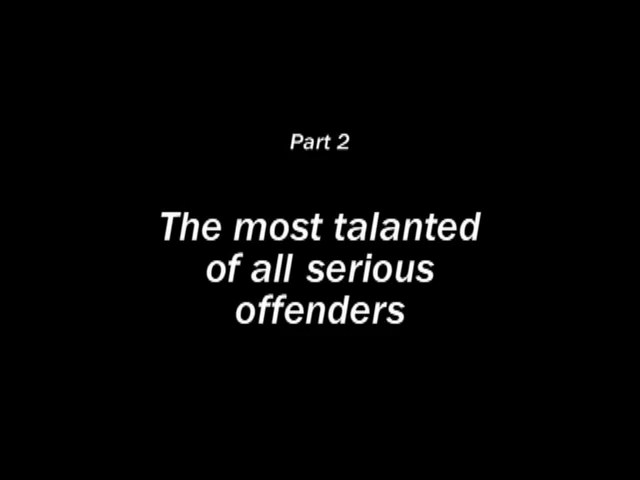 Part 2
The most talanted
of all serious
offenders